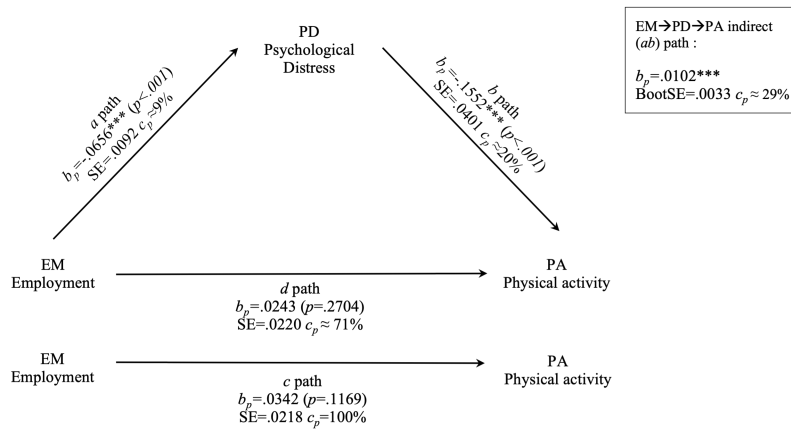 PD
Psychological
Distress
EM→PD→PA indirect
(ab) path :
bp=.0102***
BootSE=.0033 cp ≈ 29%
a path
bp=-.0656*** (p<.001)
SE=.0092 cp ≈9%
b path
bp=-.1552*** (p<.001)
SE=.0401 cp ≈20%
EM
Employment
PA
Physical activity
d path
bp=.0243 (p=.2704)
SE=.0220 cp ≈ 71%
EM
Employment
PA
Physical activity
c path
bp=.0342 (p=.1169)
SE=.0218 cp=100%